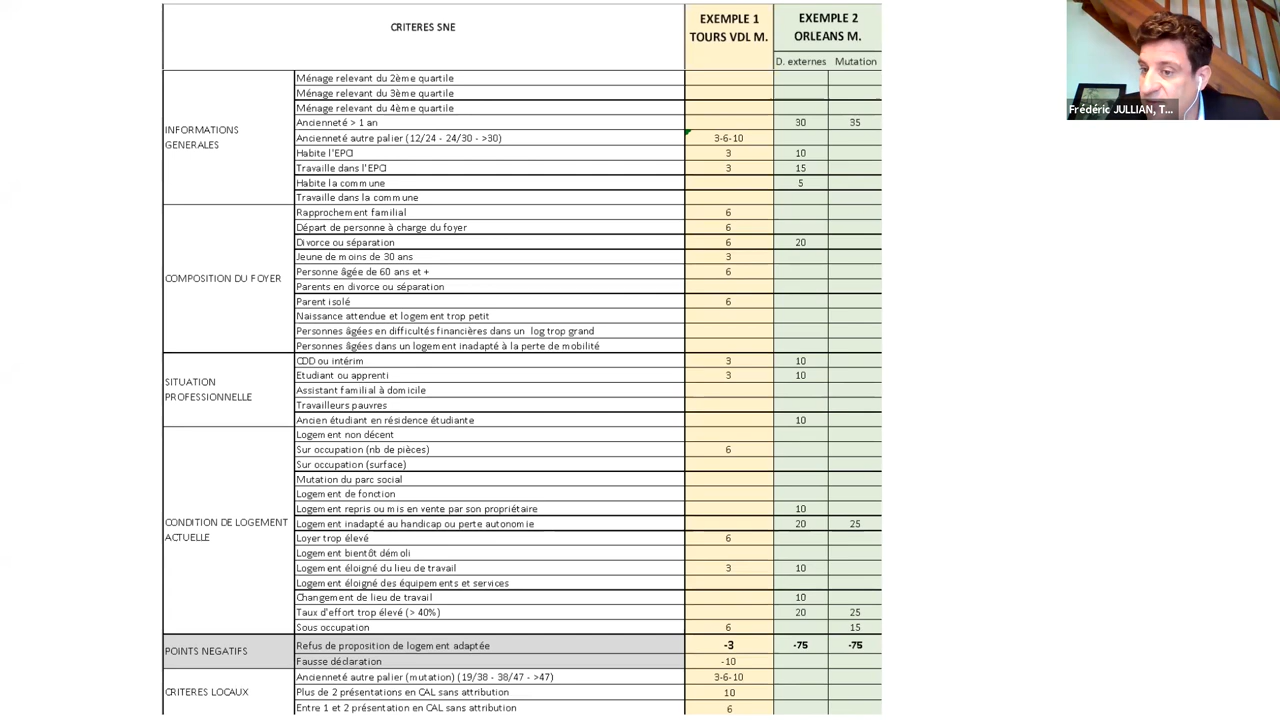 CRITERES SNE
EXEMPLE 1
TOURS VDL M.
EXEMPLE 2
ORLEANS M.
D. externes Mutation
INFORMATIONS
GENERALES
Ménage relevant du 2ème quartile
Ménage relevant du 3ème quartile
Ménage relevant du 4ème quartile
Ancienneté > 1 an 30 35
Ancienneté autre palier (12/24 - 24/30 - >30) 3-6-10
Habite l'EPCI 3 10
Travaille dans l'EPCI 3 15
Habite la commune 5
Travaille dans la commune
COMPOSITION DU FOYER
Rapprochement familial 6
Départ de personne à charge du foyer 6
Divorce ou séparation 6 20
Jeune de moins de 30 ans 3
Personne âgée de 60 ans et + 6
Parents en divorce ou séparation
Parent isolé 6
Naissance attendue et logement trop petit
Personnes âgées en difficultés financières dans un log trop grand
Personnes âgées dans un logement inadapté à la perte de mobilité
SITUATION
PROFESSIONNELLE
CDD ou intérim 3 10
Etudiant ou apprenti 3 10
Assistant familial à domicile
Travailleurs pauvres
Ancien étudiant en résidence étudiante 10
CONDITION DE LOGEMENT
ACTUELLE
Logement non décent
Sur occupation (nb de pièces) 6
Sur occupation (surface)
Mutation du parc social
Logement de fonction
Logement repris ou mis en vente par son propriétaire 10
Logement inadapté au handicap ou perte autonomie 20 25
Loyer trop élevé 6
Logement bientôt démoli
Logement éloigné du lieu de travail 3 10
Logement éloigné des équipements et services
Changement de lieu de travail 10
Taux d'effort trop élevé (> 40%) 20 25
Sous occupation 6 15
POINTS NEGATIFS
Refus de proposition de logement adaptée -3 -75 -75
Fausse déclaration -10
CRITERES LOCAUX
Ancienneté autre palier (mutation) (19/38 - 38/47 - >47) 3-6-10
Plus de 2 présentations en CAL sans attribution 10
Entre 1 et 2 présentation en CAL sans attribution 6
Frédéric JULLIAN, T...